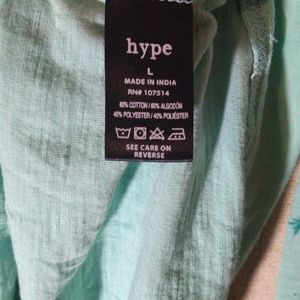 hype
L
MADE IN INDIA
RN# 107514
60% COTTON / 60% ALGODÓN
40% POLYESTER / 40% POLIÉSTER
SEE CARE ON
REVERSE